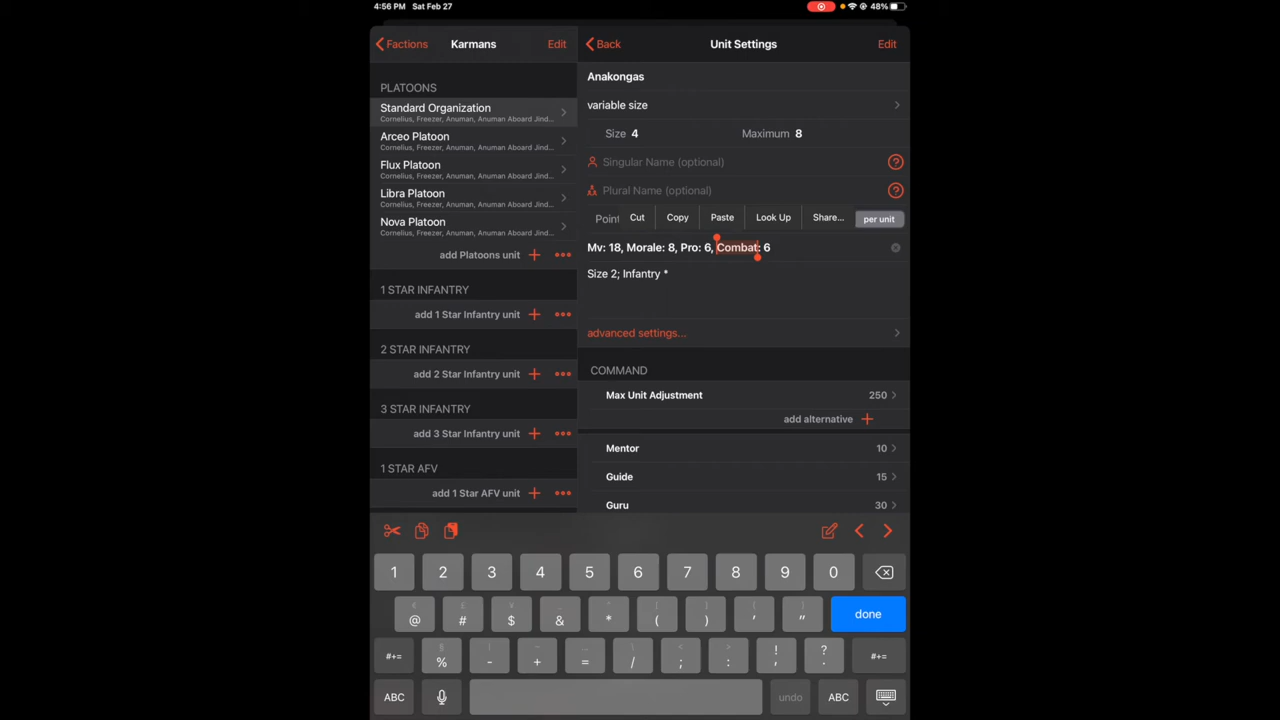 4:56 PM Sat Feb 27
48%
Factions
Karmans
Edit
Back
Unit Settings
Edit
PLATOONS
Standard Organization
Cornelius, Freezer, Anuman, Anuman Aboard Jind...
Arceo Platoon
Cornelius, Freezer, Anuman, Anuman Aboard Jind...
Flux Platoon
Cornelius, Freezer, Anuman, Anuman Aboard Jind...
Libra Platoon
Cornelius, Freezer, Anuman, Anuman Aboard Jind...
Nova Platoon
Cornelius, Freezer, Anuman, Anuman Aboard Jind...
add Platoons unit
1 STAR INFANTRY
add 1 Star Infantry unit
2 STAR INFANTRY
add 2 Star Infantry unit
3 STAR INFANTRY
add 3 Star Infantry unit
1 STAR AFV
add 1 Star AFV unit
Anakongas
variable size
Size 4 Maximum 8
Singular Name (optional) ?
Plural Name (optional) ?
Point Cut Copy Paste Look Up Share... per unit
Mv: 18, Morale: 8, Pro: 6, Combat: 6
Size 2; Infantry *
advanced settings...
COMMAND
Max Unit Adjustment 250
add alternative
Mentor 10
Guide 15
Guru 30
1 2 3 4 5 6 7 8 9 0
@ # $ & * ( ) ' " done
#+= % - + = / ; : ! , ? . #+=
ABC undo ABC